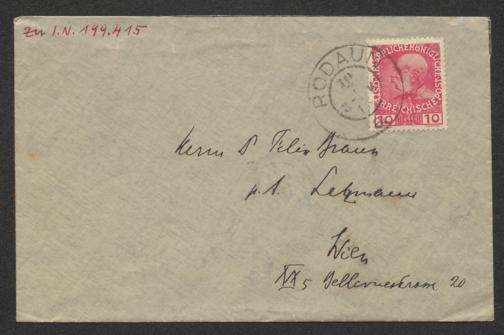 Zu I.N. 199.415
RODAUN
KAISERLICHE KÖNIGLICHE
ÖSTERREICHISCHE POST
10 HELLER 10
Herrn Dr Felix Braun
p. A. Lehmann
Wien
XIX 5 Bellevuestrasse 20